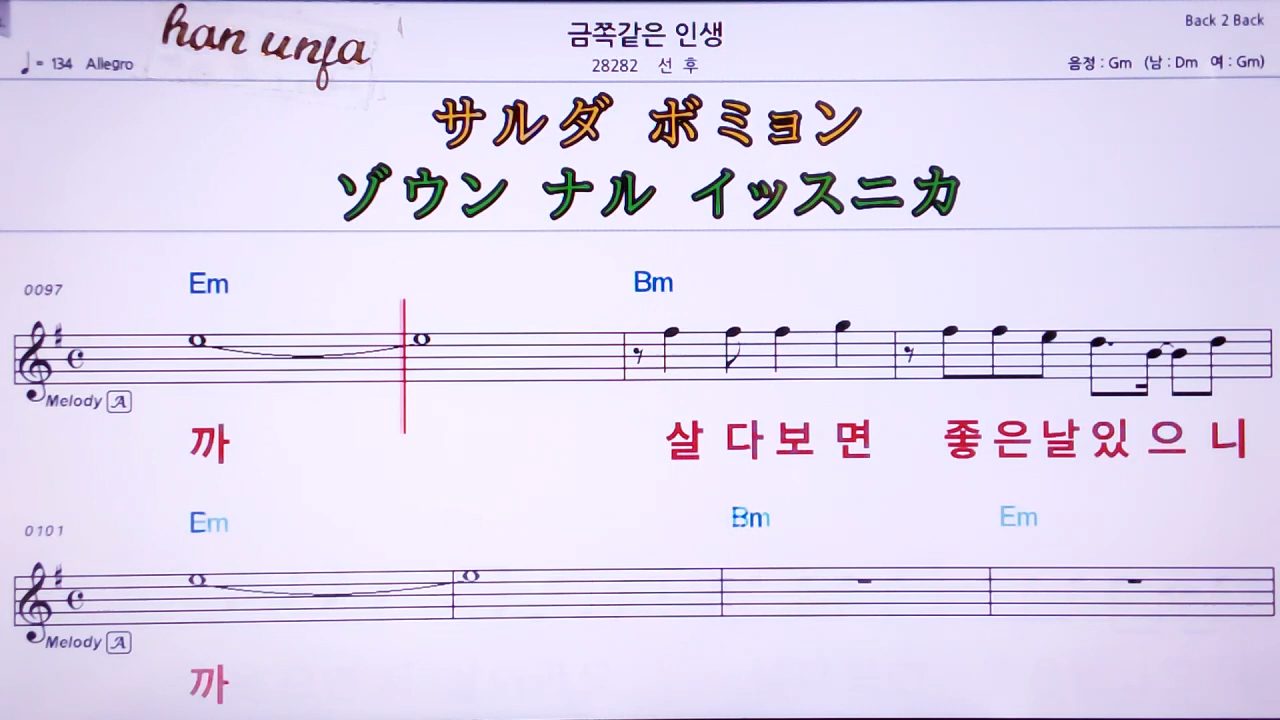 han unfa
금쪽같은 인생
Back 2 Back
♩= 134 Allegro
28282 선 후
음정 : Gm (남 : Dm 여 : Gm)
サルダ ボミョン
ゾウン ナル イッスニカ
0097
Em Bm
Melody A
까 살 다 보 면 좋 은 날 있 으 니
0101
Em Bm Em
Melody A
까